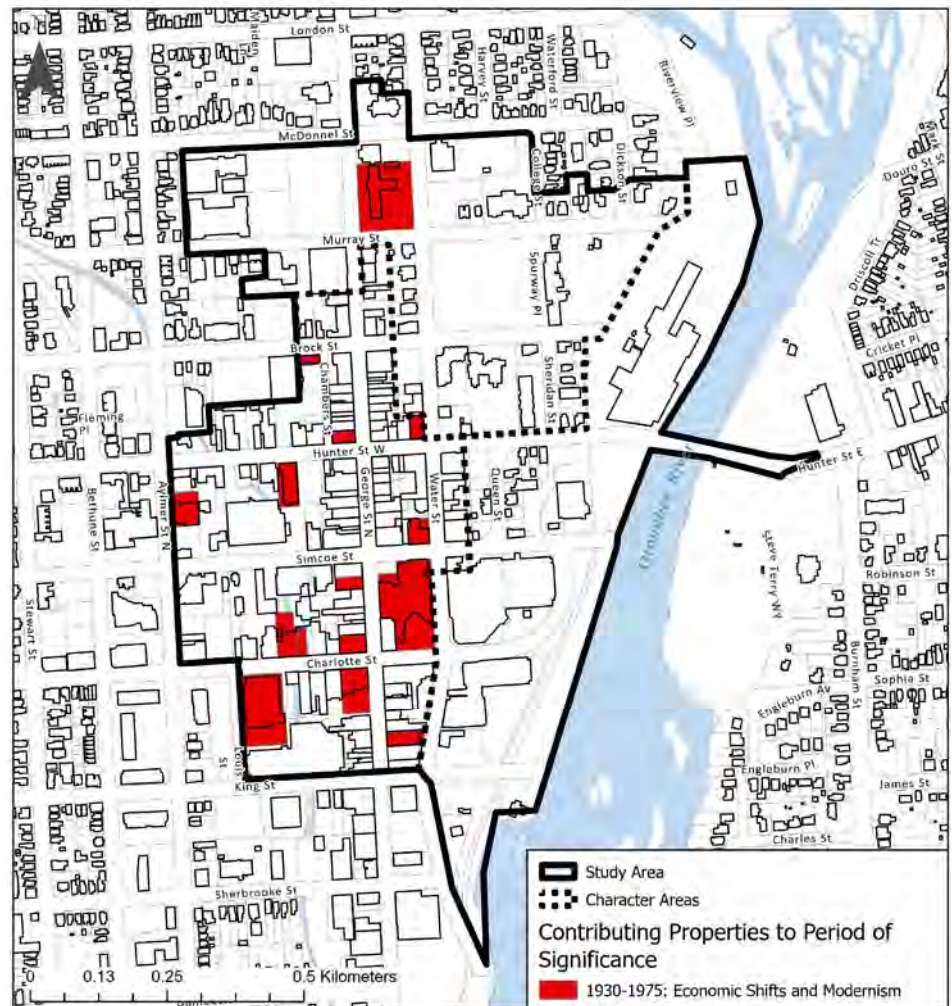 Maiden Ln
London St
Harvey St
Waterford St
Riverview Pl
McDonnel St
College St
Dickson St
Mark St
Douro St
Murray St
Spurway Pl
Driscoll Tr
Cricket Pl
Brock St
Chambers St
Sheridan St
Fleming Pl
Hunter St W
Hunter St E
Bethune St
Aylmer St N
George St N
Water St
Queen St
Otonabee River
Simcoe St
Steve Terry WY
Robinson St
Stewart St
Charlotte St
Burnham St
Sophia St
Engleburn Av
Louis St
King St
Engleburn Pl
James St
Charles St
Sherbrooke St
0 0.13 0.25 0.5 Kilometers
Study Area
Character Areas
Contributing Properties to Period of
Significance
1930-1975: Economic Shifts and Modernism